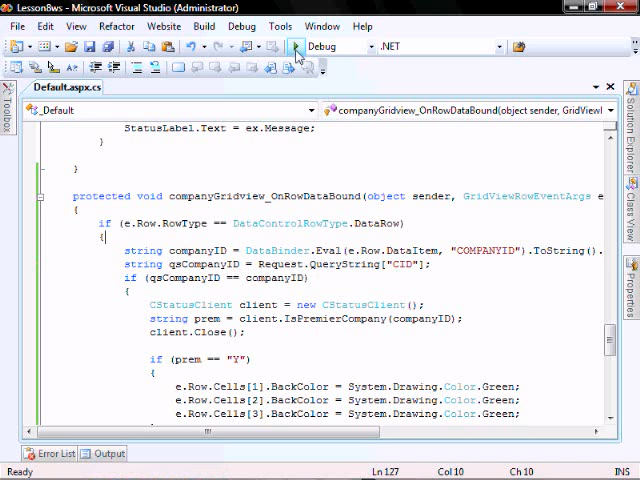 Lesson8ws - Microsoft Visual Studio (Administrator)
File Edit View Refactor Website Build Debug Tools Window Help
Debug .NET
Default.aspx.cs
_Default companyGridview_OnRowDataBound(object sender, GridViewl
StatusLabel.Text = ex.Message;
}
}
protected void companyGridview_OnRowDataBound(object sender, GridViewRowEventArgs e
{
if (e.Row.RowType == DataControlRowType.DataRow)
{
string companyID = DataBinder.Eval(e.Row.DataItem, "COMPANYID").ToString().
string qsCompanyID = Request.QueryString["CID"];
if (qsCompanyID == companyID)
{
CStatusClient client = new CStatusClient();
string prem = client.IsPremierCompany(companyID);
client.Close();
if (prem == "Y")
{
e.Row.Cells[1].BackColor = System.Drawing.Color.Green;
e.Row.Cells[2].BackColor = System.Drawing.Color.Green;
e.Row.Cells[3].BackColor = System.Drawing.Color.Green;
Toolbox
Solution Explorer
Class View
Properties
Error List Output
Ready Ln 127 Col 10 Ch 10 INS